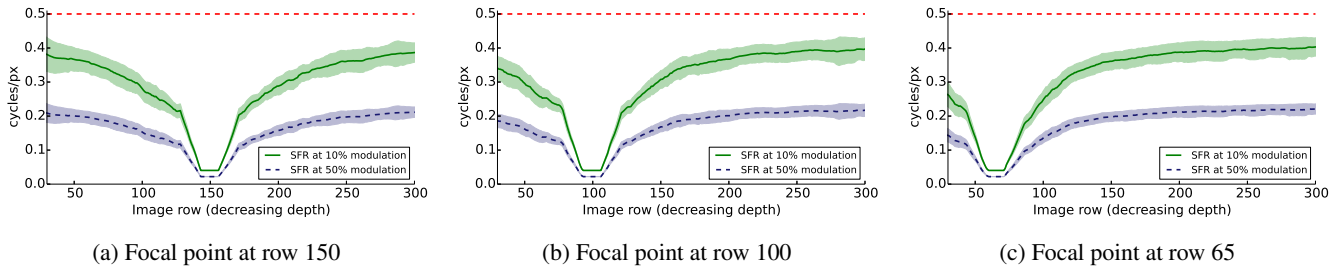 0.5
0.4
0.3
0.2
0.1
0.0
cycles/px
SFR at 10% modulation
SFR at 50% modulation
50 100 150 200 250 300
Image row (decreasing depth)
(a) Focal point at row 150
0.5
0.4
0.3
0.2
0.1
0.0
cycles/px
SFR at 10% modulation
SFR at 50% modulation
50 100 150 200 250 300
Image row (decreasing depth)
(b) Focal point at row 100
0.5
0.4
0.3
0.2
0.1
0.0
cycles/px
SFR at 10% modulation
SFR at 50% modulation
50 100 150 200 250 300
Image row (decreasing depth)
(c) Focal point at row 65